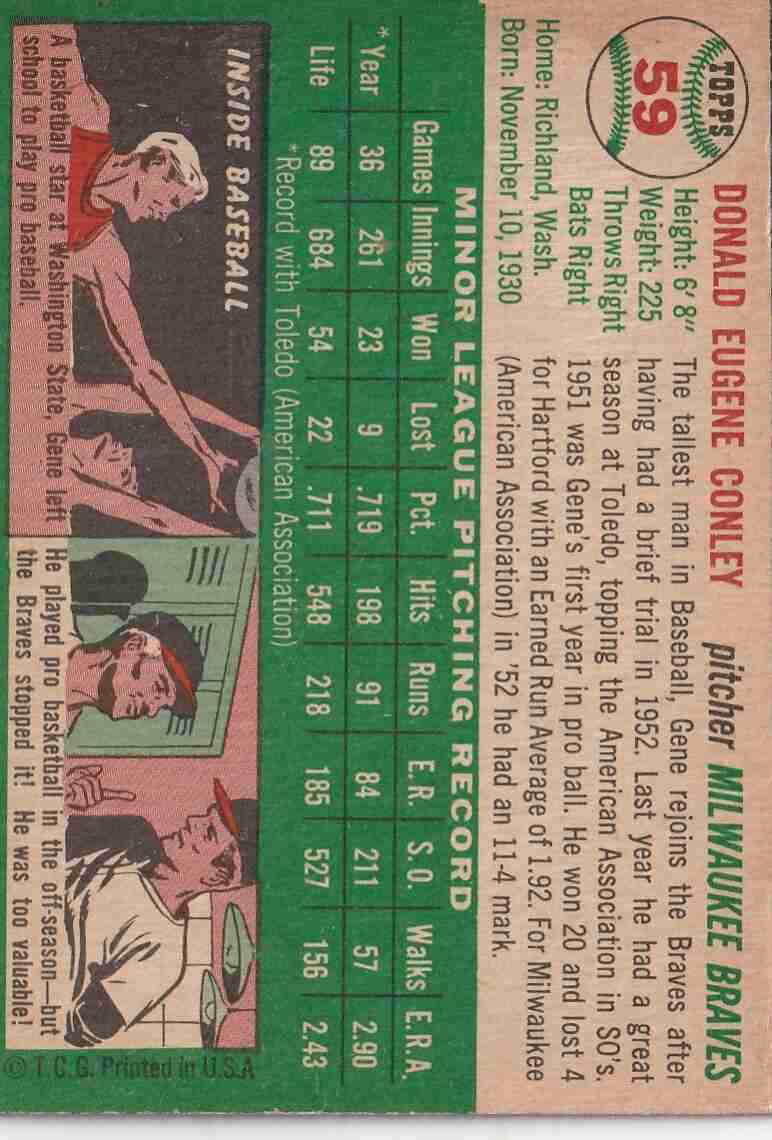 TOPPS
59
DONALD EUGENE CONLEY pitcher MILWAUKEE BRAVES
Height: 6'8"
Weight: 225
Throws Right
Bats Right
Home: Richland, Wash.
Born: November 10, 1930
The tallest man in Baseball, Gene rejoins the Braves after
having had a brief trial in 1952. Last year he had a great
season at Toledo, topping the American Association in SO's.
1951 was Gene's first year in pro ball. He won 20 and lost 4
for Hartford with an Earned Run Average of 1.92. For Milwaukee
(American Association) in '52 he had an 11-4 mark.
MINOR LEAGUE PITCHING RECORD
Games Innings Won Lost Pct. Hits Runs E.R. S.O. Walks E.R.A.
*Year 36 261 23 9 .719 198 91 84 211 57 2.90
Life 89 684 54 22 .711 548 218 185 527 156 2.43
*Record with Toledo (American Association)
INSIDE BASEBALL
A basketball star at Washington State, Gene left
school to play pro baseball
He played pro basketball in the off-season—but
the Braves stopped it! He was too valuable!
© T.C.G. Printed in U.S.A